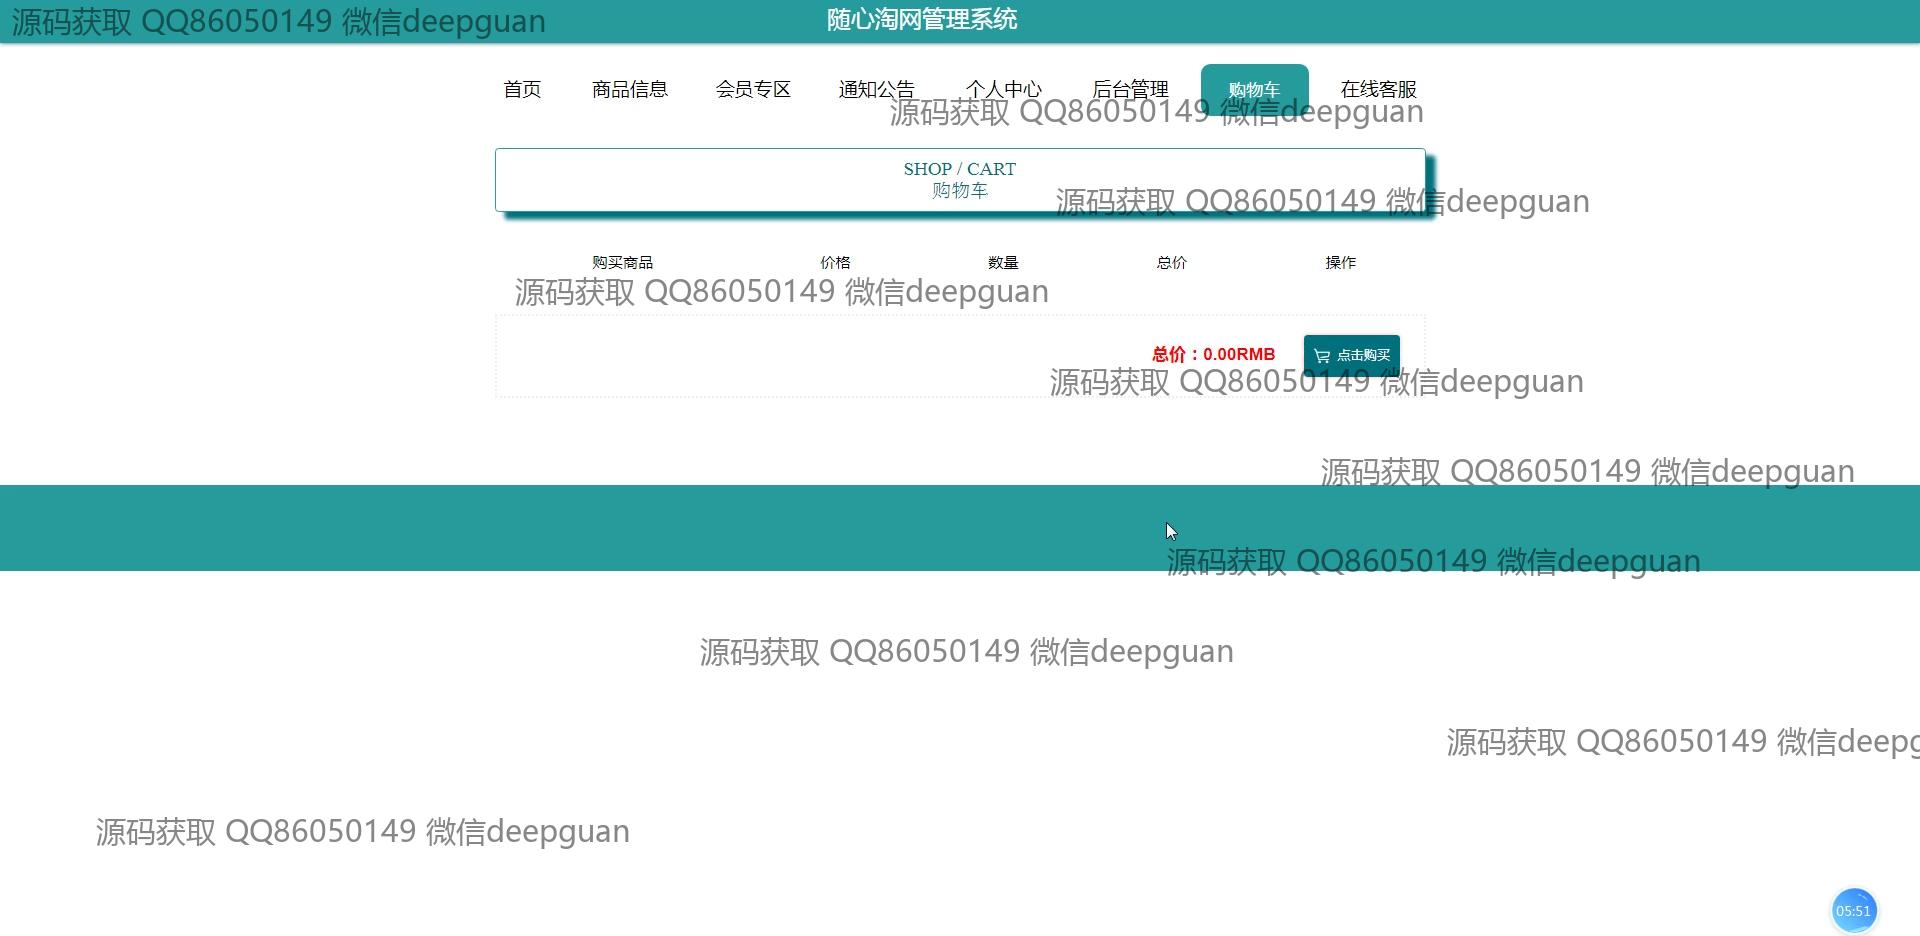 源码获取 QQ86050149 微信deepguan
随心淘网管理系统
首页 商品信息 会员专区 通知公告 个人中心 后台管理 购物车 在线客服
源码获取 QQ86050149 微信deepguan
SHOP / CART
购物车
源码获取 QQ86050149 微信deepguan
购买商品 价格 数量 总价 操作
源码获取 QQ86050149 微信deepguan
总价：0.00RMB 点击购买
源码获取 QQ86050149 微信deepguan
源码获取 QQ86050149 微信deepguan
源码获取 QQ86050149 微信deepguan
源码获取 QQ86050149 微信deepguan
源码获取 QQ86050149 微信deepg
源码获取 QQ86050149 微信deepguan
05:51